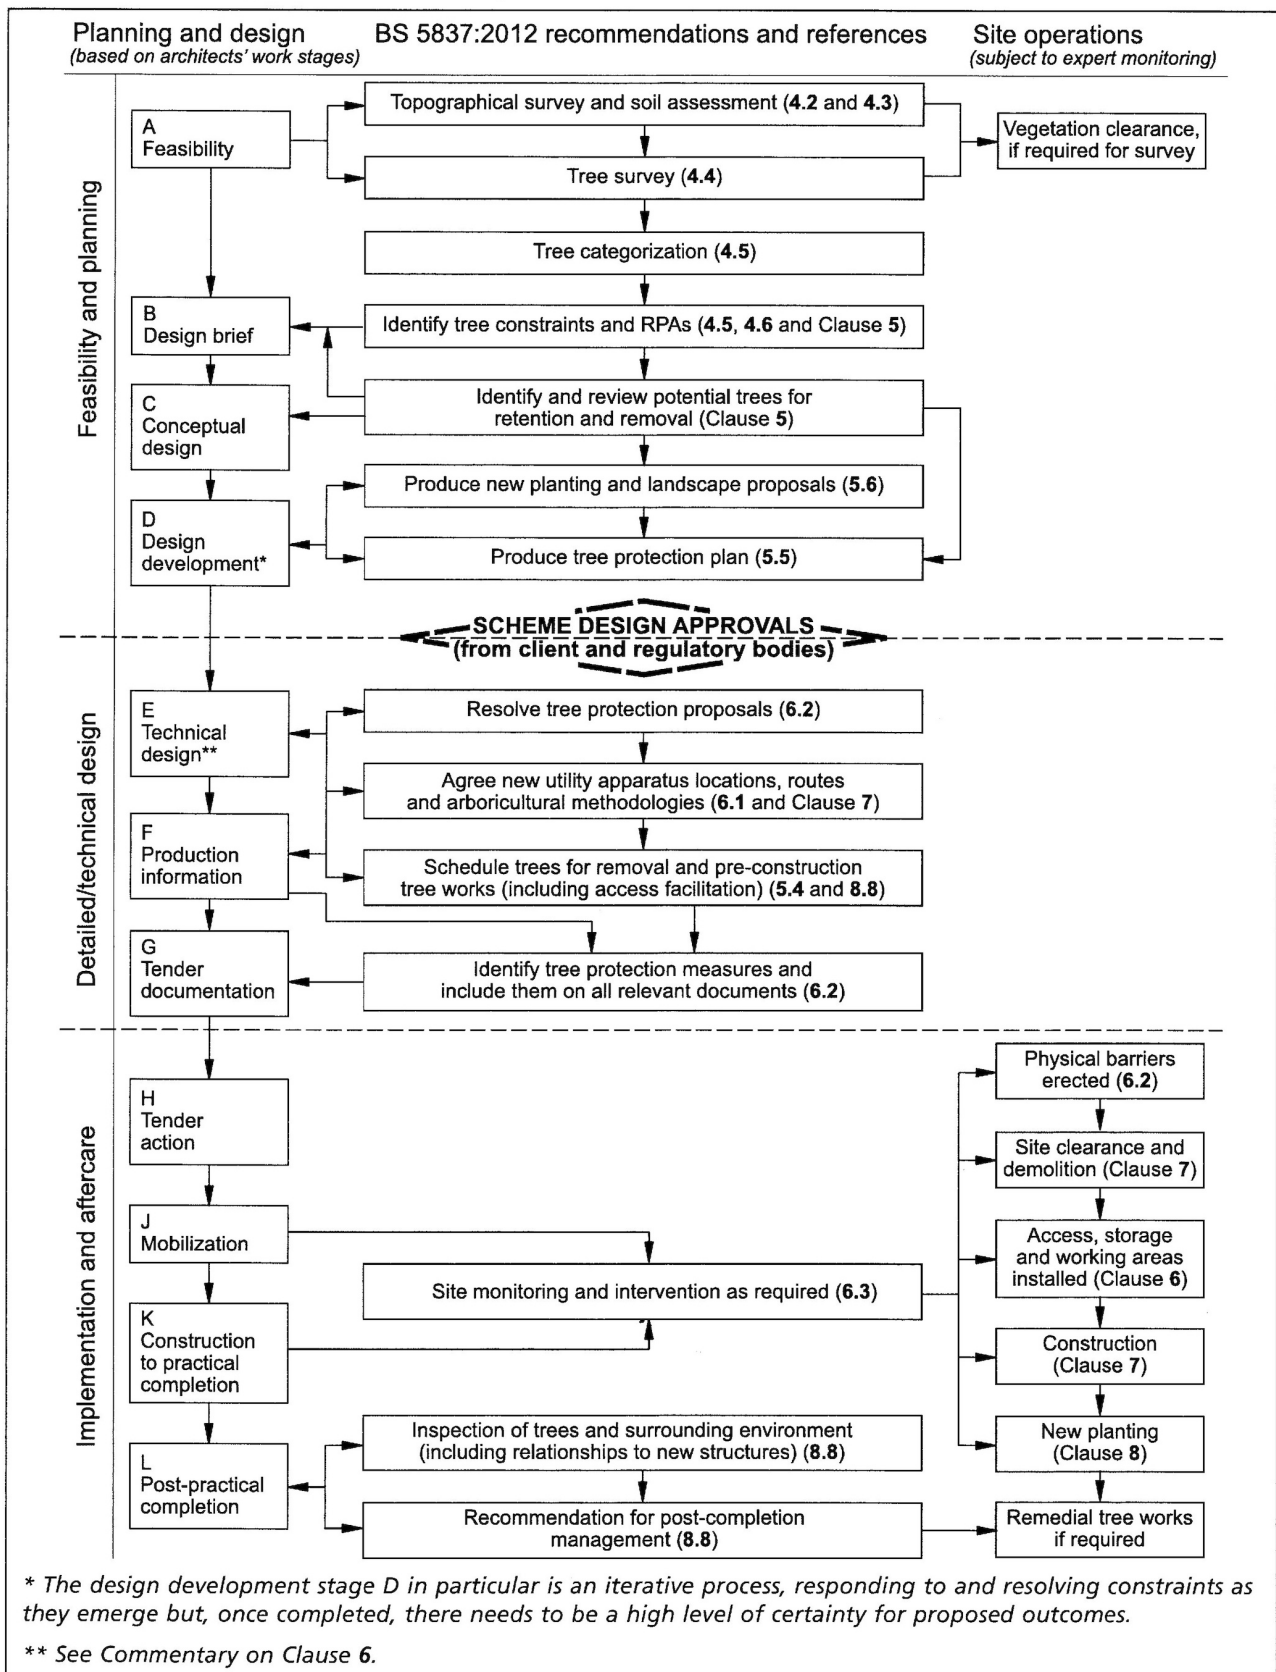 Planning and design
(based on architects' work stages)
BS 5837:2012 recommendations and references
Site operations
(subject to expert monitoring)
Feasibility and planning
A
Feasibility
Topographical survey and soil assessment (4.2 and 4.3)
Vegetation clearance,
if required for survey
Tree survey (4.4)
Tree categorization (4.5)
B
Design brief
Identify tree constraints and RPAs (4.5, 4.6 and Clause 5)
C
Conceptual
design
Identify and review potential trees for
retention and removal (Clause 5)
Produce new planting and landscape proposals (5.6)
D
Design
development*
Produce tree protection plan (5.5)
SCHEME DESIGN APPROVALS
(from client and regulatory bodies)
Detailed/technical design
E
Technical
design**
Resolve tree protection proposals (6.2)
Agree new utility apparatus locations, routes
and arboricultural methodologies (6.1 and Clause 7)
F
Production
information
Schedule trees for removal and pre-construction
tree works (including access facilitation) (5.4 and 8.8)
G
Tender
documentation
Identify tree protection measures and
include them on all relevant documents (6.2)
Implementation and aftercare
H
Tender
action
Physical barriers
erected (6.2)
Site clearance and
demolition (Clause 7)
J
Mobilization
Access, storage
and working areas
installed (Clause 6)
Site monitoring and intervention as required (6.3)
K
Construction
to practical
completion
Construction
(Clause 7)
New planting
(Clause 8)
L
Post-practical
completion
Inspection of trees and surrounding environment
(including relationships to new structures) (8.8)
Recommendation for post-completion
management (8.8)
Remedial tree works
if required
* The design development stage D in particular is an iterative process, responding to and resolving constraints as
they emerge but, once completed, there needs to be a high level of certainty for proposed outcomes.
** See Commentary on Clause 6.